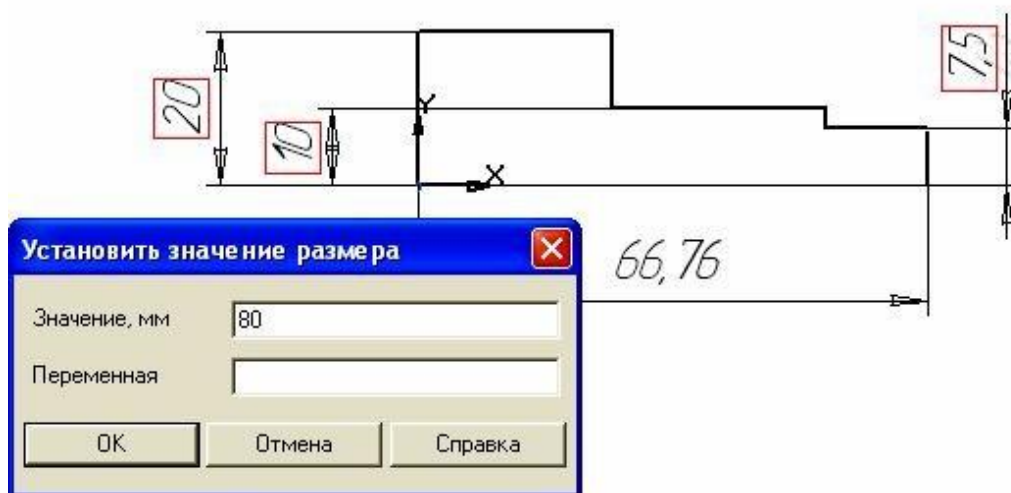 20
10
7,5
Y
X
66,76
Установить значение размера
Значение, мм
80
Переменная
OK
Отмена
Справка